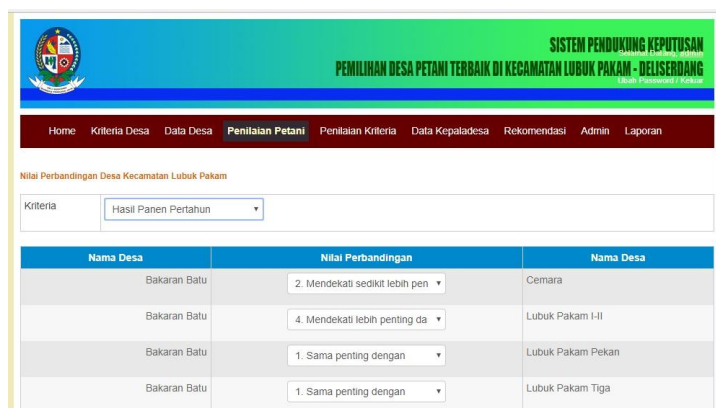 SISTEM PENDUKUNG KEPUTUSAN
Selamat Datang, admin
PEMILIHAN DESA PETANI TERBAIK DI KECAMATAN LUBUK PAKAM - DELISERDANG
Ubah Password / Keluar
Home Kriteria Desa Data Desa Penilaian Petani Penilaian Kriteria Data Kepaladesa Rekomendasi Admin Laporan
Nilai Perbandingan Desa Kecamatan Lubuk Pakam
Kriteria Hasil Panen Pertahun
Nama Desa Nilai Perbandingan Nama Desa
Bakaran Batu 2. Mendekati sedikit lebih pen Cemara
Bakaran Batu 4. Mendekati lebih penting da Lubuk Pakam I-II
Bakaran Batu 1. Sama penting dengan Lubuk Pakam Pekan
Bakaran Batu 1. Sama penting dengan Lubuk Pakam Tiga